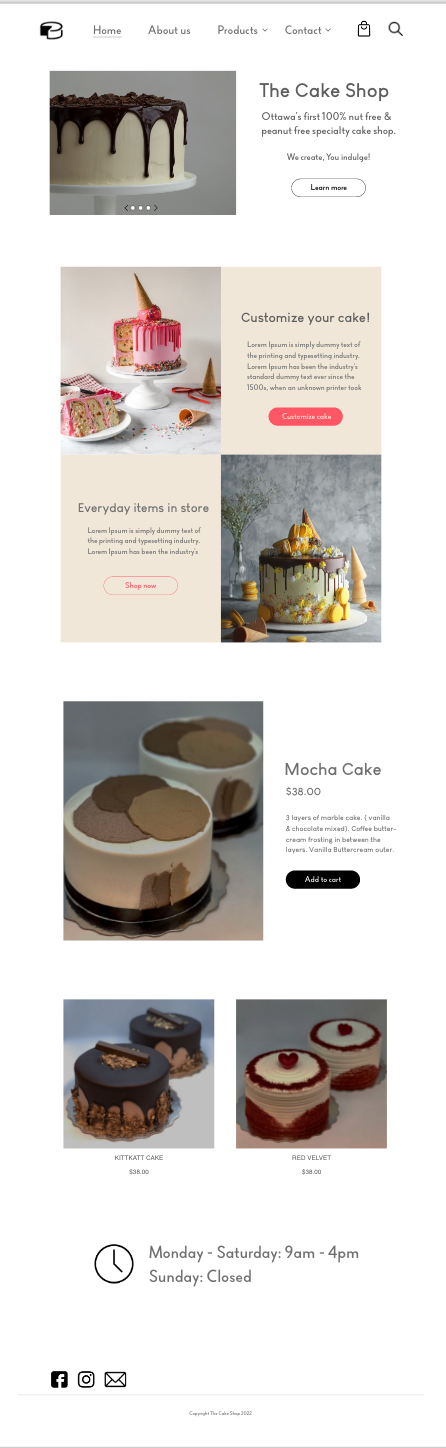 Home
About us
Products
Contact
The Cake Shop
Ottawa's first 100% nut free &
peanut free specialty cake shop.
We create, You indulge!
Learn more
Customize your cake!
Lorem Ipsum is simply dummy text of
the printing and typesetting industry.
Lorem Ipsum has been the industry's
standard dummy text ever since the
1500s, when an unknown printer took
Customize cake
Everyday items in store
Lorem Ipsum is simply dummy text of
the printing and typesetting industry.
Lorem Ipsum has been the industry's
Shop now
Mocha Cake
$38.00
3 layers of marble cake. ( vanilla
& chocolate mixed). Coffee butter-
cream frosting in between the
layers. Vanilla Buttercream outer.
Add to cart
KITTKATT CAKE
$38.00
RED VELVET
$38.00
Monday - Saturday: 9am - 4pm
Sunday: Closed
Copyright The Cake Shop 2022